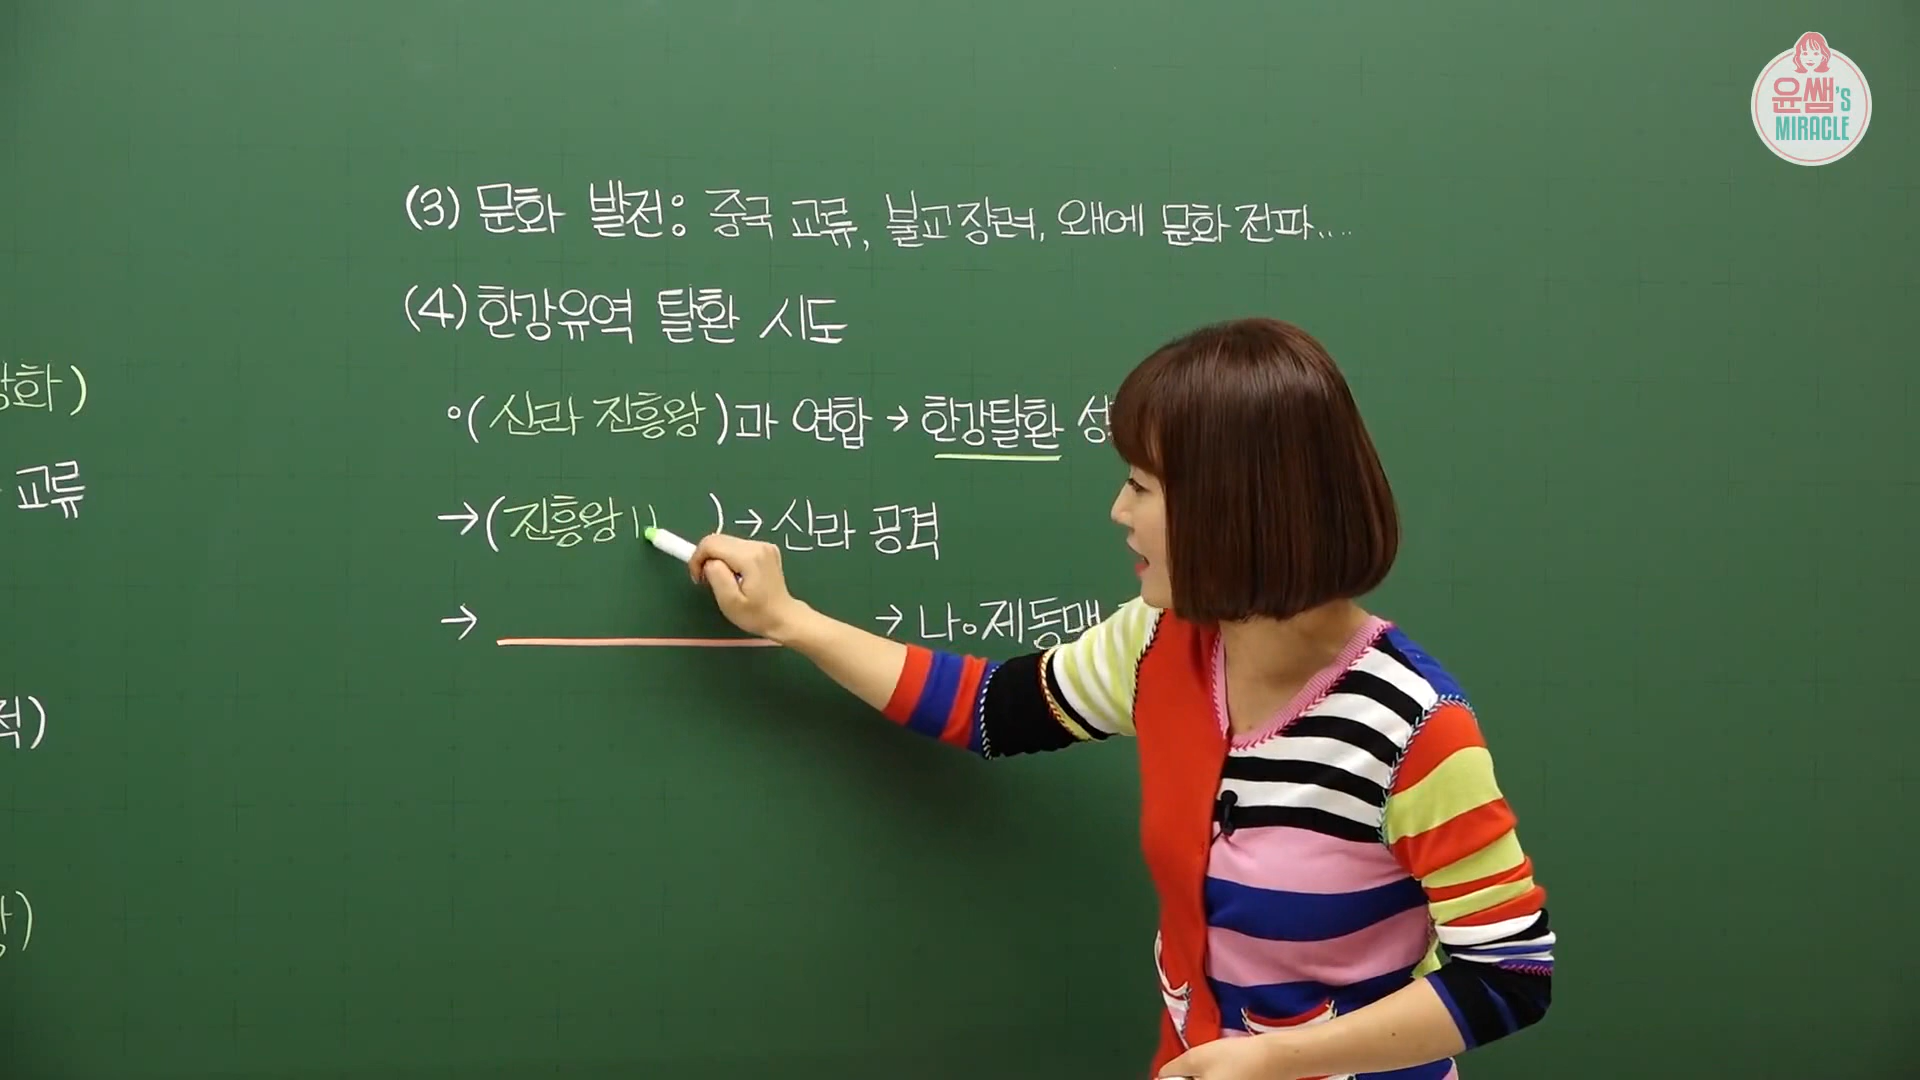 윤쌤's
MIRACLE
(3) 문화 발전: 중국 교류, 불교 장려, 왜에 문화 전파....
(4) 한강유역 탈환 시도
∘(신라 진흥왕)과 연합 → 한강탈환
→(진흥왕 ) → 신라 공격
→ → 나∘제동맹
화)
교류
적)